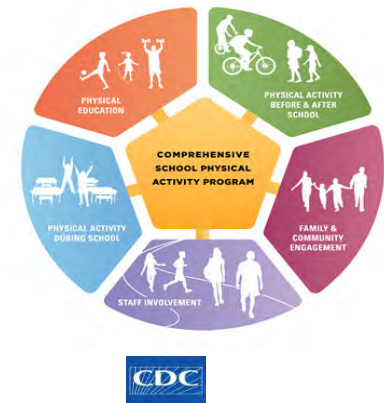 PHYSICAL
EDUCATION
PHYSICAL ACTIVITY
BEFORE & AFTER
SCHOOL
COMPREHENSIVE
SCHOOL PHYSICAL
ACTIVITY PROGRAM
PHYSICAL ACTIVITY
DURING SCHOOL
FAMILY &
COMMUNITY
ENGAGEMENT
STAFF INVOLVEMENT
CDC